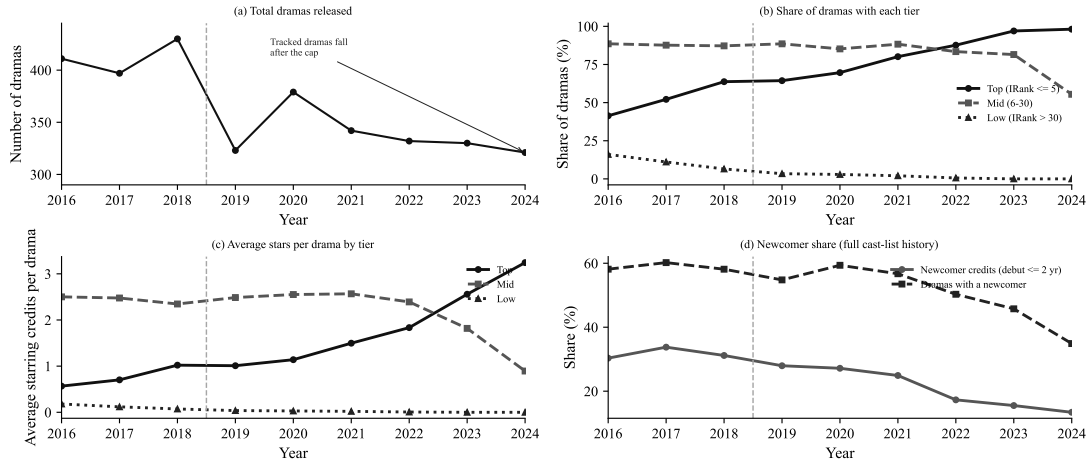 (a) Total dramas released
Number of dramas
400
350
300
Tracked dramas fall
after the cap
2016 2017 2018 2019 2020 2021 2022 2023 2024
Year
(b) Share of dramas with each tier
Share of dramas (%)
100
75
50
25
0
Top (IRank <= 5)
Mid (6-30)
Low (IRank > 30)
2016 2017 2018 2019 2020 2021 2022 2023 2024
Year
(c) Average stars per drama by tier
Average starring credits per drama
3
2
1
0
Top
Mid
Low
2016 2017 2018 2019 2020 2021 2022 2023 2024
Year
(d) Newcomer share (full cast-list history)
Share (%)
60
40
20
Newcomer credits (debut <= 2 yr)
Dramas with a newcomer
2016 2017 2018 2019 2020 2021 2022 2023 2024
Year